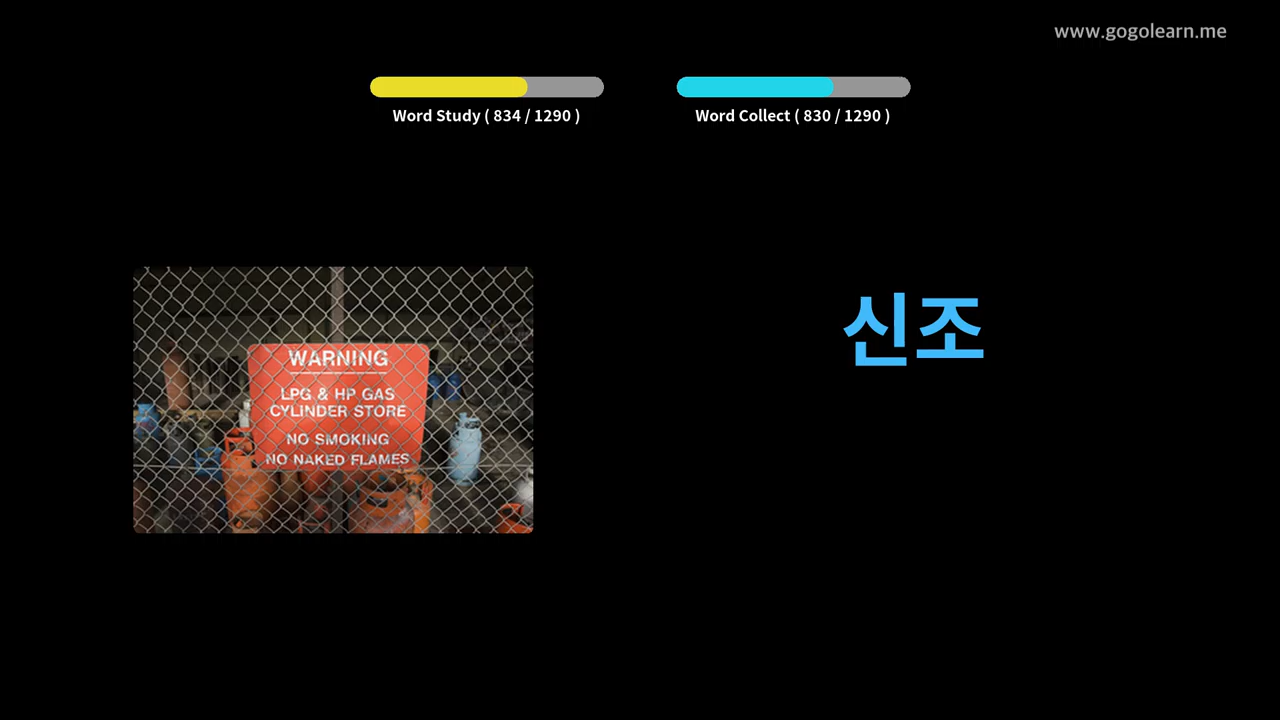 www.gogolearn.me
Word Study ( 834 / 1290 )
Word Collect ( 830 / 1290 )
WARNING
LPG & HP GAS
CYLINDER STORE
NO SMOKING
NO NAKED FLAMES
신조